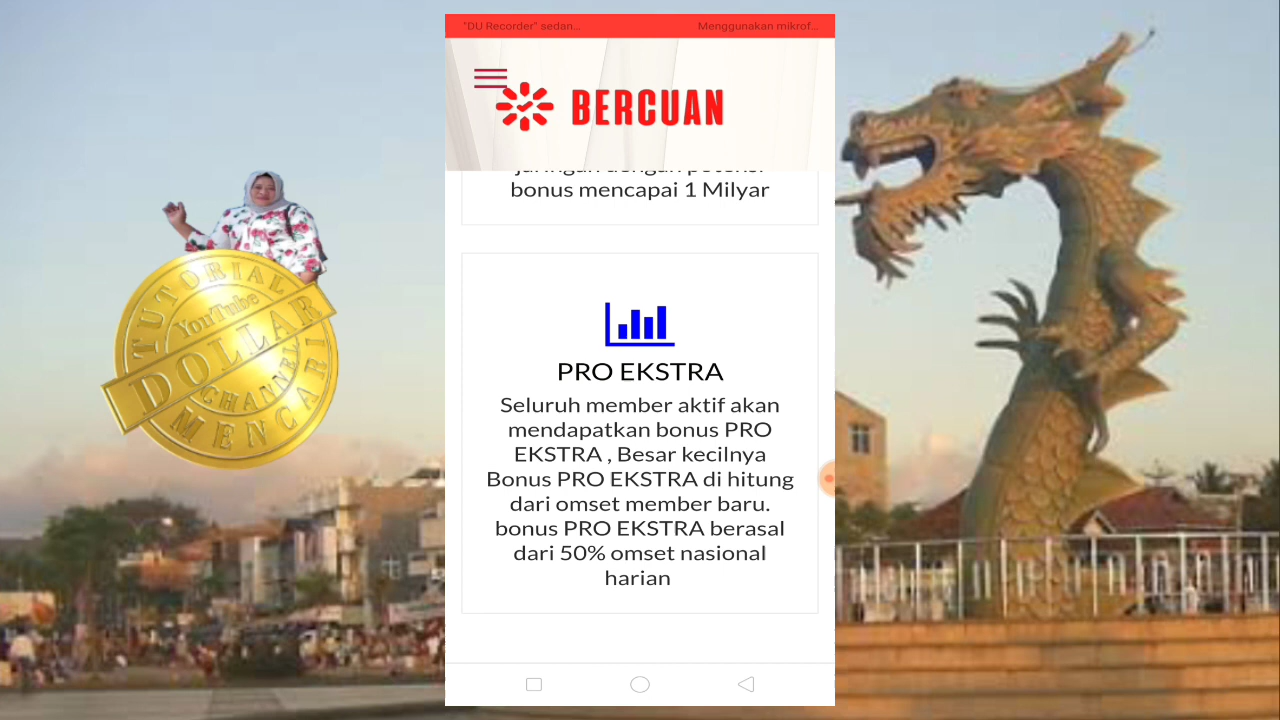 "DU Recorder" sedan...
Menggunakan mikrof...
BERCUAN
bonus mencapai 1 Milyar
PRO EKSTRA
Seluruh member aktif akan
mendapatkan bonus PRO
EKSTRA , Besar kecilnya
Bonus PRO EKSTRA di hitung
dari omset member baru.
bonus PRO EKSTRA berasal
dari 50% omset nasional
harian
TUTORIAL
YouTube
DOLLAR
CHANNEL
MENCARI